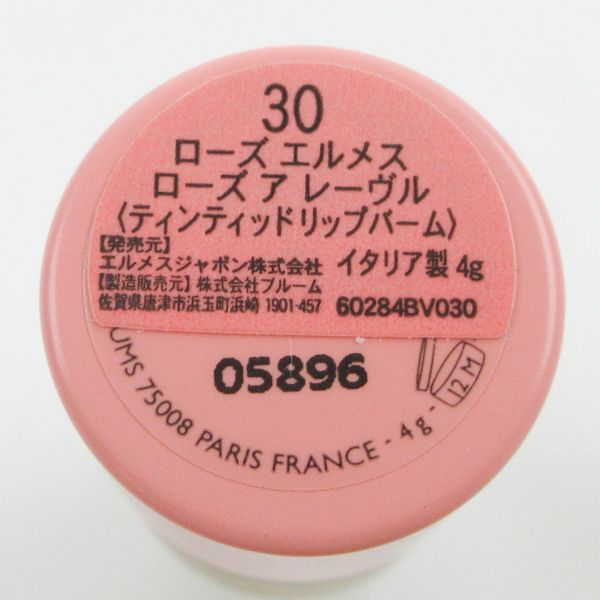 30
ローズ エルメス
ローズ ア レーヴル
〈ティンティッドリップバーム〉
【発売元】
エルメスジャポン株式会社 イタリア製 4g
【製造販売元】株式会社ブルーム
佐賀県唐津市浜玉町浜崎 1901-457 60284BV030
05896
UMS 75008 PARIS FRANCE - 4g -
12 M